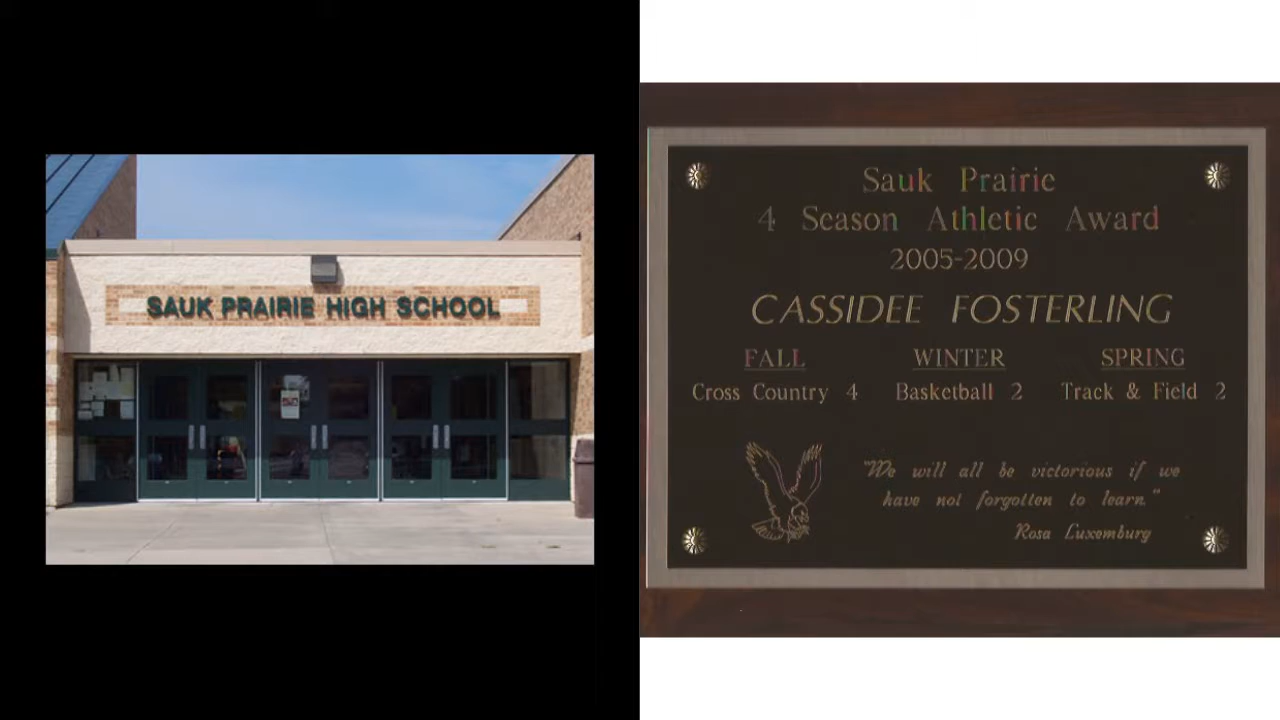 SAUK PRAIRIE HIGH SCHOOL
Sauk Prairie
4 Season Athletic Award
2005-2009
CASSIDEE FOSTERLING
FALL WINTER SPRING
Cross Country 4 Basketball 2 Track & Field 2
"We will all be victorious if we
have not forgotten to learn."
Rosa Luxemburg